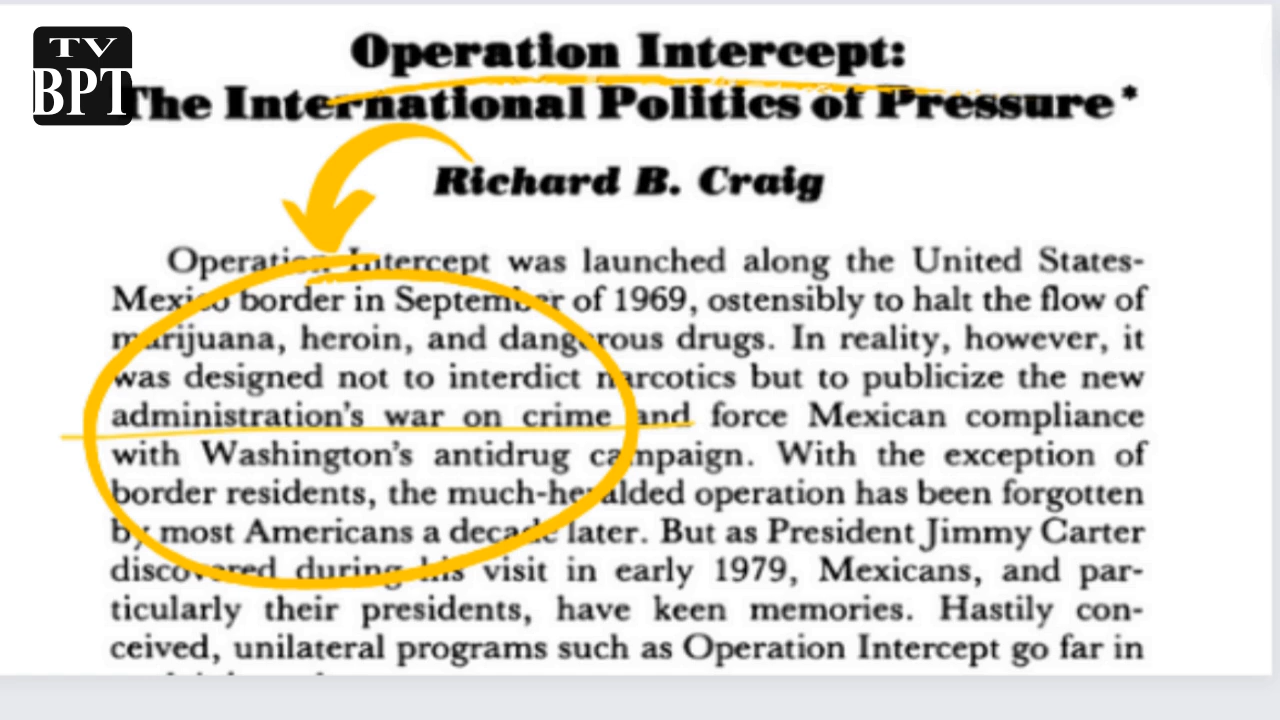 TV
BPT
Operation Intercept:
The International Politics of Pressure*
Richard B. Craig
Operation Intercept was launched along the United States-
Mexico border in September of 1969, ostensibly to halt the flow of
marijuana, heroin, and dangerous drugs. In reality, however, it
was designed not to interdict narcotics but to publicize the new
administration's war on crime and force Mexican compliance
with Washington's antidrug campaign. With the exception of
border residents, the much-heralded operation has been forgotten
by most Americans a decade later. But as President Jimmy Carter
discovered during his visit in early 1979, Mexicans, and par-
ticularly their presidents, have keen memories. Hastily con-
ceived, unilateral programs such as Operation Intercept go far in